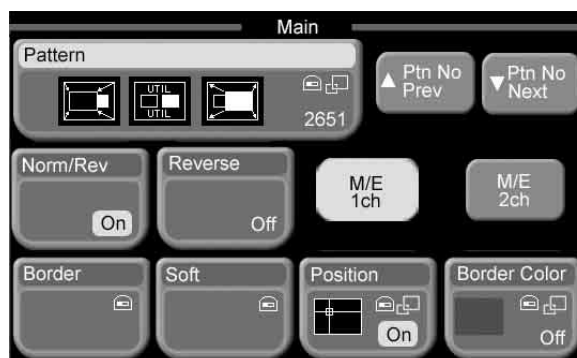 Main
Pattern
UTIL
UTIL
2651
Ptn No
Prev
Ptn No
Next
Norm/Rev
On
Reverse
Off
M/E
1ch
M/E
2ch
Border
Soft
Position
On
Border Color
Off